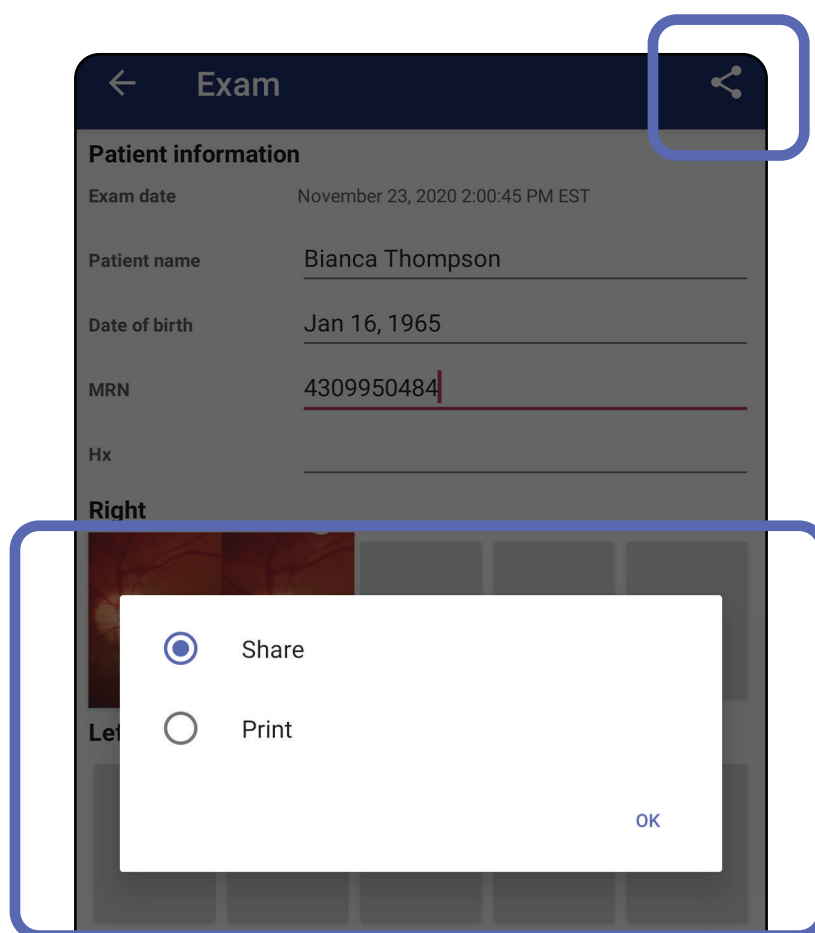 Exam
Patient information
Exam date November 23, 2020 2:00:45 PM EST
Patient name Bianca Thompson
Date of birth Jan 16, 1965
MRN 4309950484
Hx
Right
Share
Lef
Print
OK